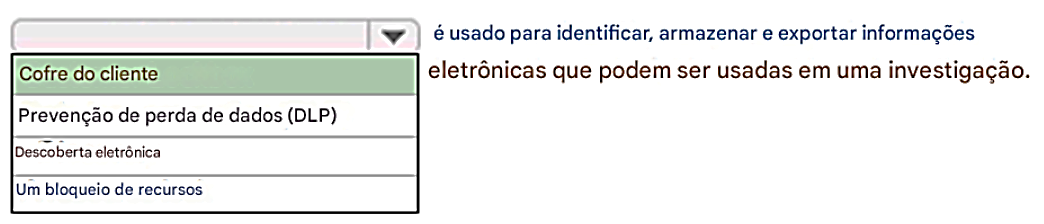 é usado para identificar, armazenar e exportar informações
eletrônicas que podem ser usadas em uma investigação.
Cofre do cliente
Prevenção de perda de dados (DLP)
Descoberta eletrônica
Um bloqueio de recursos